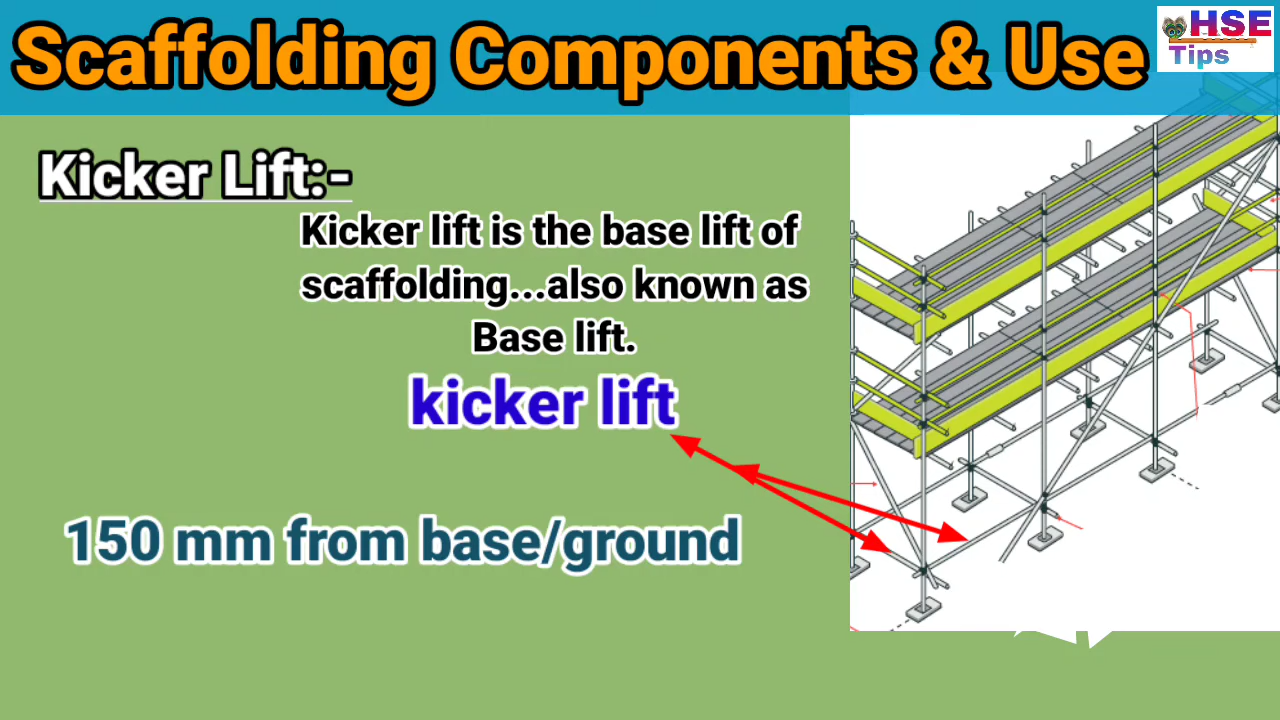 Scaffolding Components & Use
HSE
Tips
Kicker Lift:-
Kicker lift is the base lift of
scaffolding...also known as
Base lift.
kicker lift
150 mm from base/ground